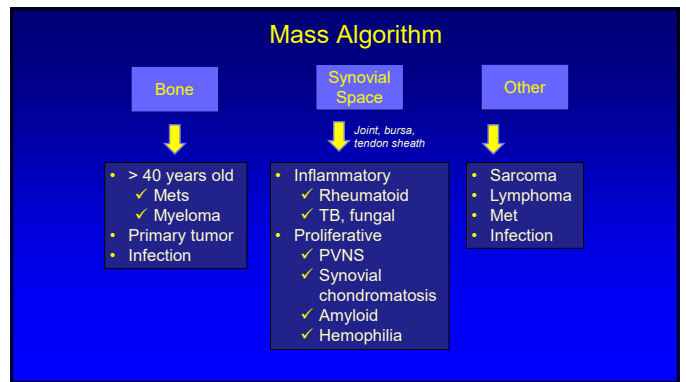 Mass Algorithm
Bone
> 40 years old
✓ Mets
✓ Myeloma
• Primary tumor
• Infection
Synovial
Space
Joint, bursa,
tendon sheath
• Inflammatory
✓ Rheumatoid
✓ TB, fungal
• Proliferative
✓ PVNS
✓ Synovial
chondromatosis
✓ Amyloid
✓ Hemophilia
Other
• Sarcoma
• Lymphoma
• Met
• Infection